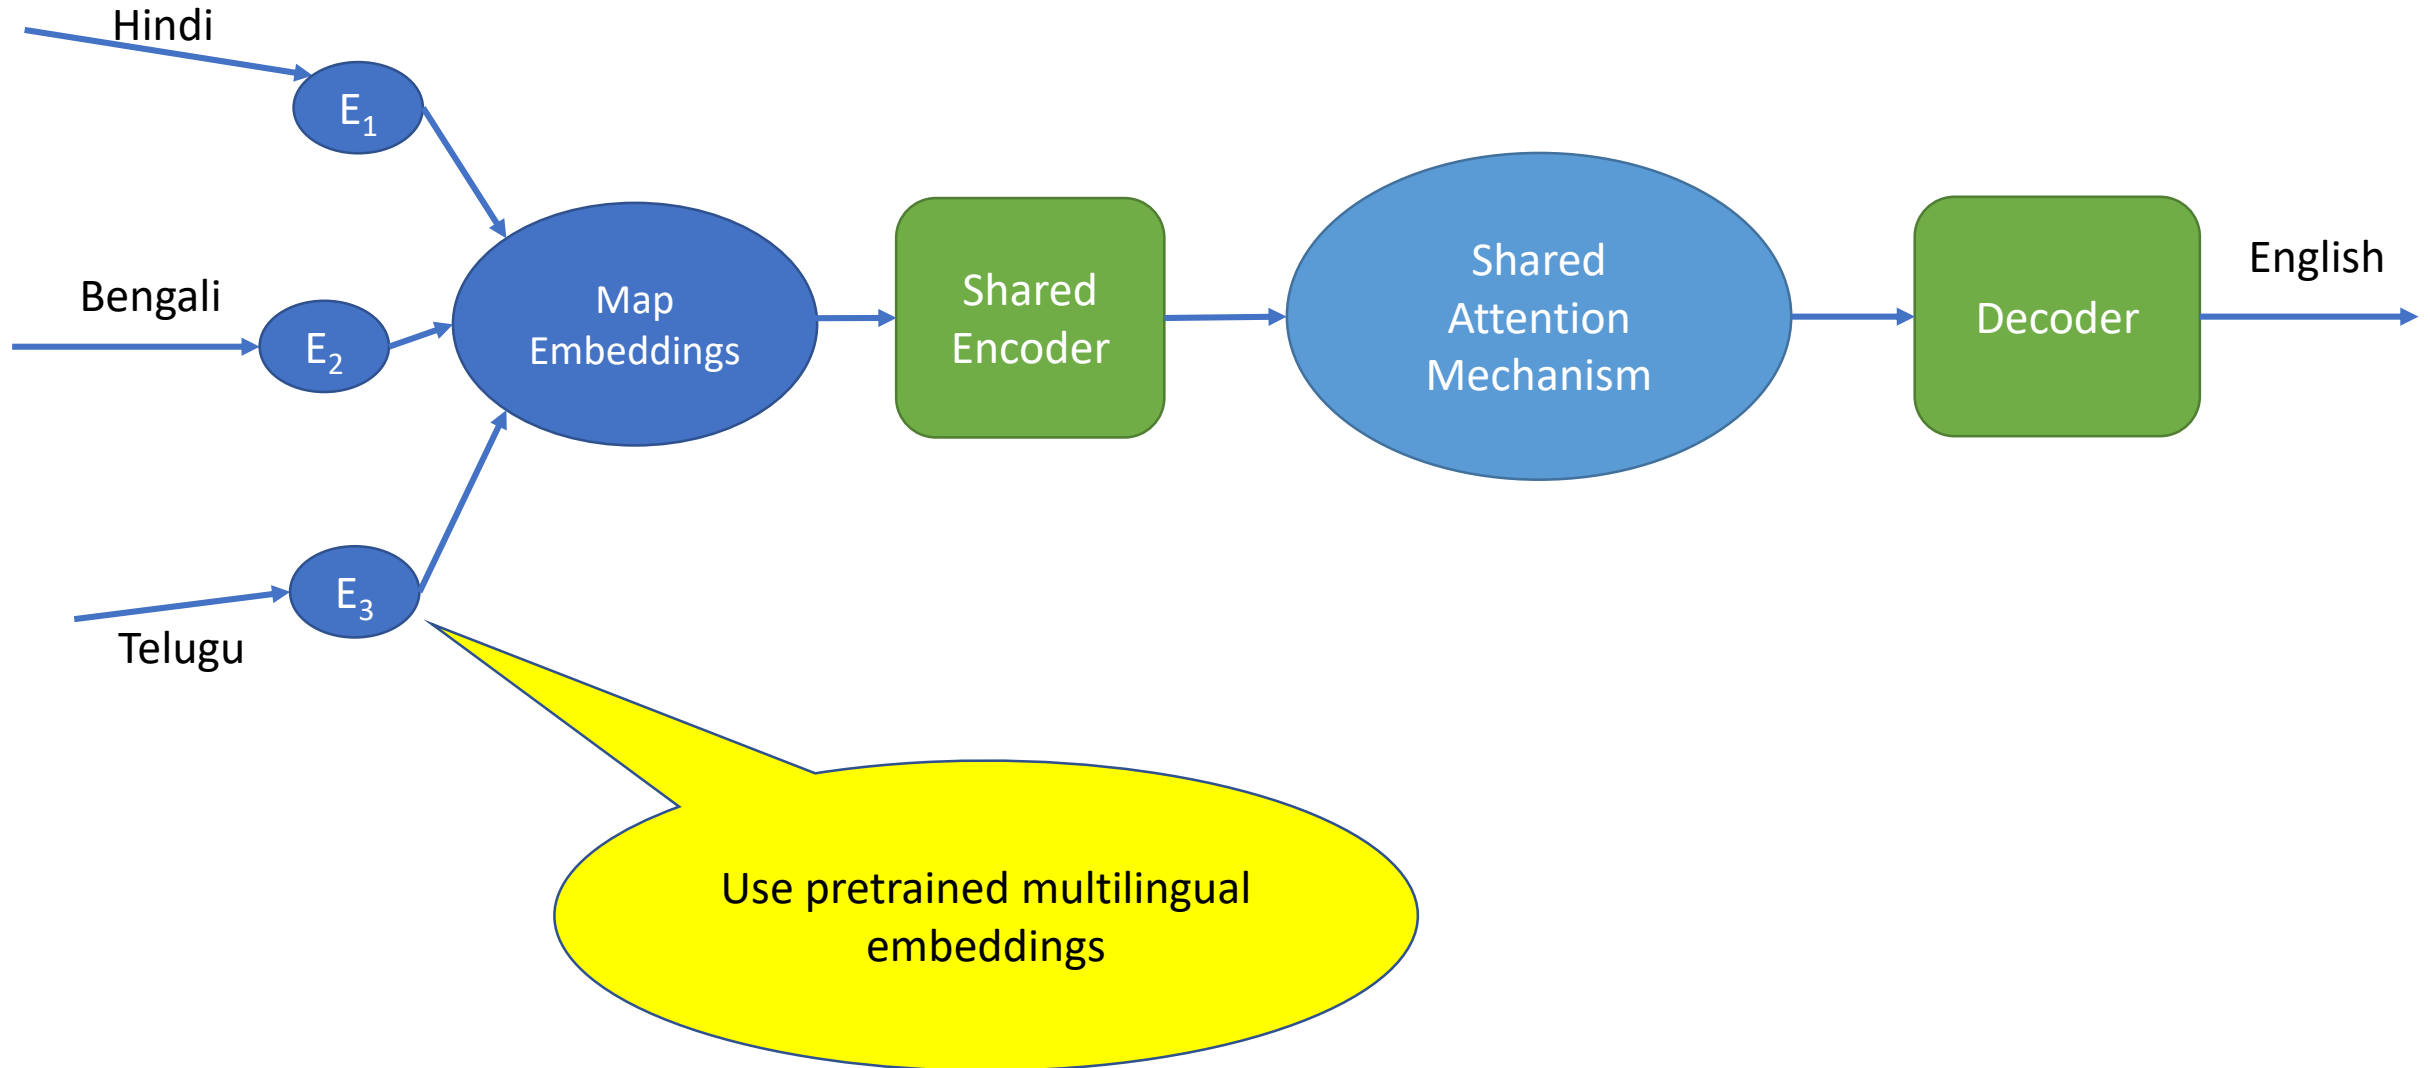 Hindi
E₁
Bengali
E₂
Telugu
E₃
Map
Embeddings
Shared
Encoder
Shared
Attention
Mechanism
Decoder
English
Use pretrained multilingual
embeddings